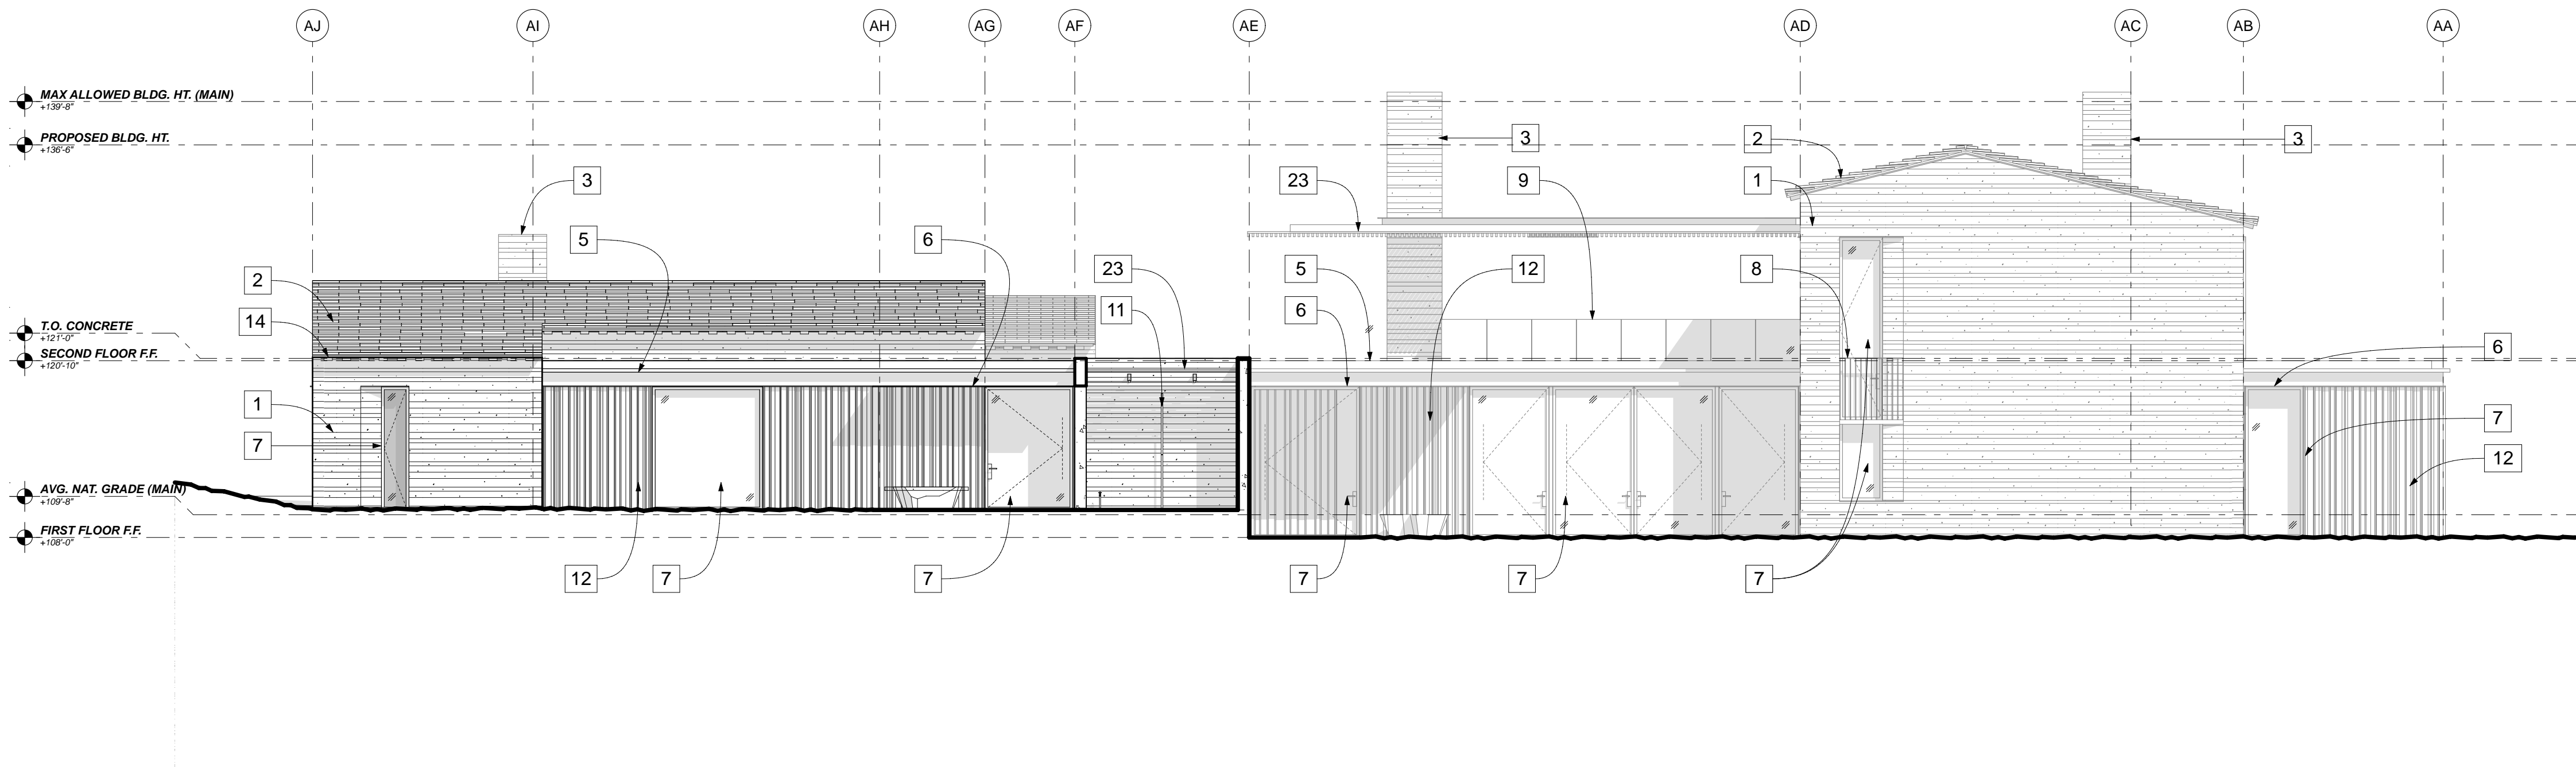 AJ AI AH AG AF AE AD AC AB AA
MAX ALLOWED BLDG. HT. (MAIN)
+139'-8"
PROPOSED BLDG. HT.
+136'-6"
3 2 3
3 23 9 1
5 6
2 23 5 12 8
14 11 6
T.O. CONCRETE
+121'-0"
SECOND FLOOR F.F.
+120'-10"
6
1 7
7 12
AVG. NAT. GRADE (MAIN)
+109'-8"
FIRST FLOOR F.F.
+108'-0"
12 7 7 7 7 7